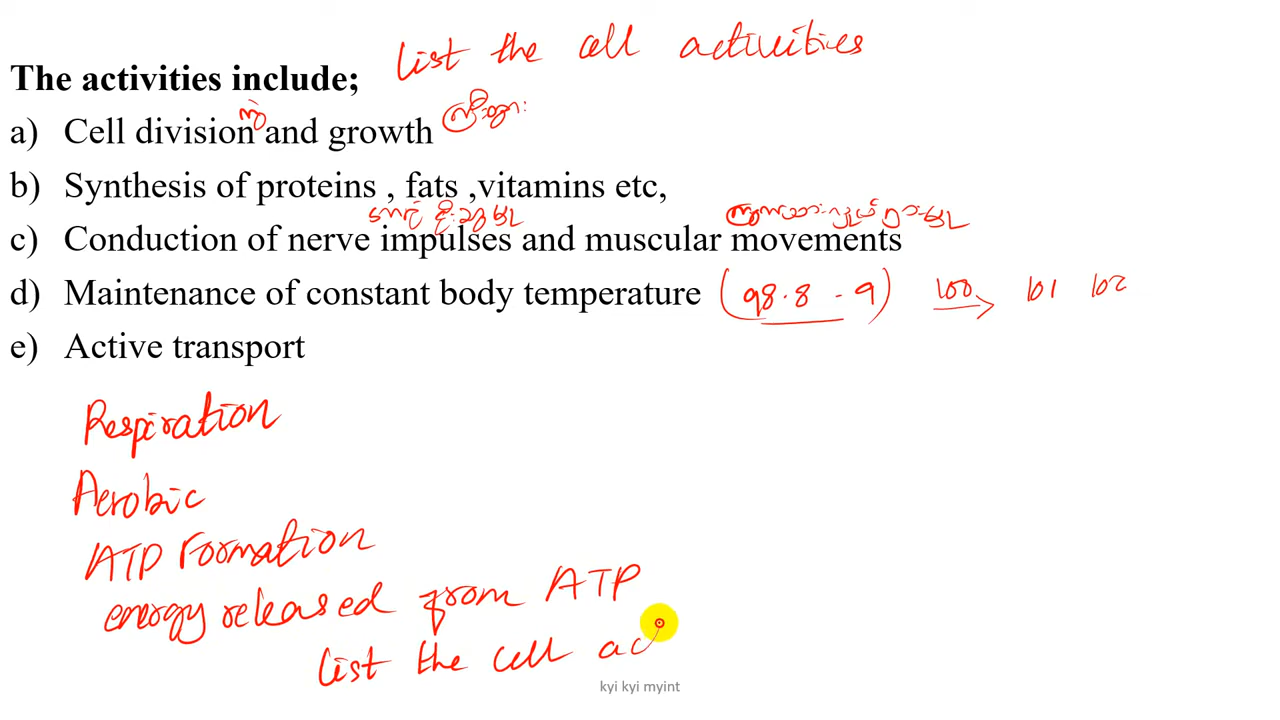 list the cell activities
The activities include;
a) Cell division and growth ကြီးထွား
b) Synthesis of proteins , fats ,vitamins etc,
c) Conduction of nerve impulses and muscular movements
d) Maintenance of constant body temperature (98.8 - 9) 100 101 102
e) Active transport
Respiration
Aerobic
ATP Formation
energy released from ATP
list the cell ac
kyi kyi myint